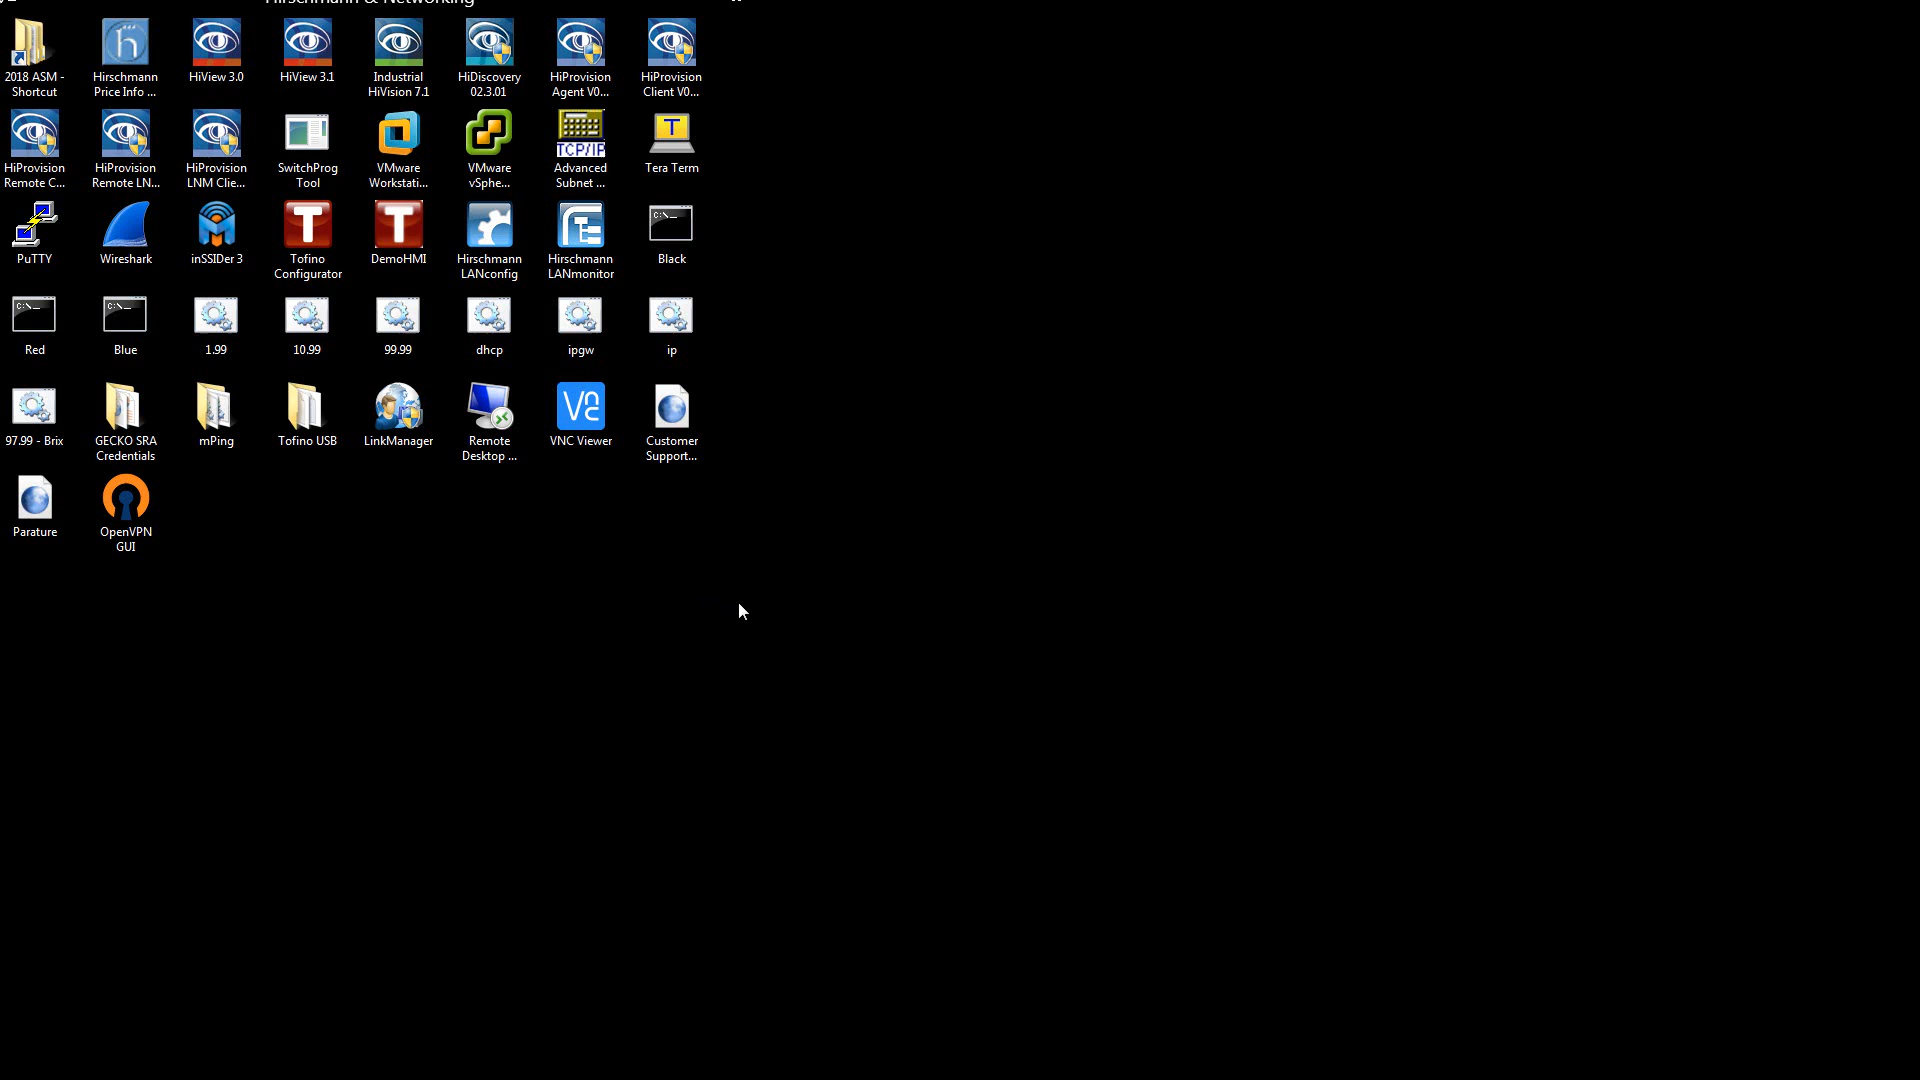 Hirschmann & Networking
2018 ASM -
Shortcut
Hirschmann
Price Info ...
HiView 3.0
HiView 3.1
Industrial
HiVision 7.1
HiDiscovery
02.3.01
HiProvision
Agent V0...
HiProvision
Client V0...
HiProvision
Remote C...
HiProvision
Remote LN...
HiProvision
LNM Clie...
SwitchProg
Tool
VMware
Workstati...
VMware
vSphe...
TCP/IP
Advanced
Subnet ...
T
Tera Term
PuTTY
Wireshark
inSSIDer 3
T
Tofino
Configurator
T
DemoHMI
Hirschmann
LANconfig
Hirschmann
LANmonitor
C:\_
Black
C:\_
Red
C:\_
Blue
1.99
10.99
99.99
dhcp
ipgw
ip
97.99 - Brix
GECKO SRA
Credentials
mPing
Tofino USB
LinkManager
Remote
Desktop ...
Vnc
VNC Viewer
Customer
Support...
Parature
OpenVPN
GUI